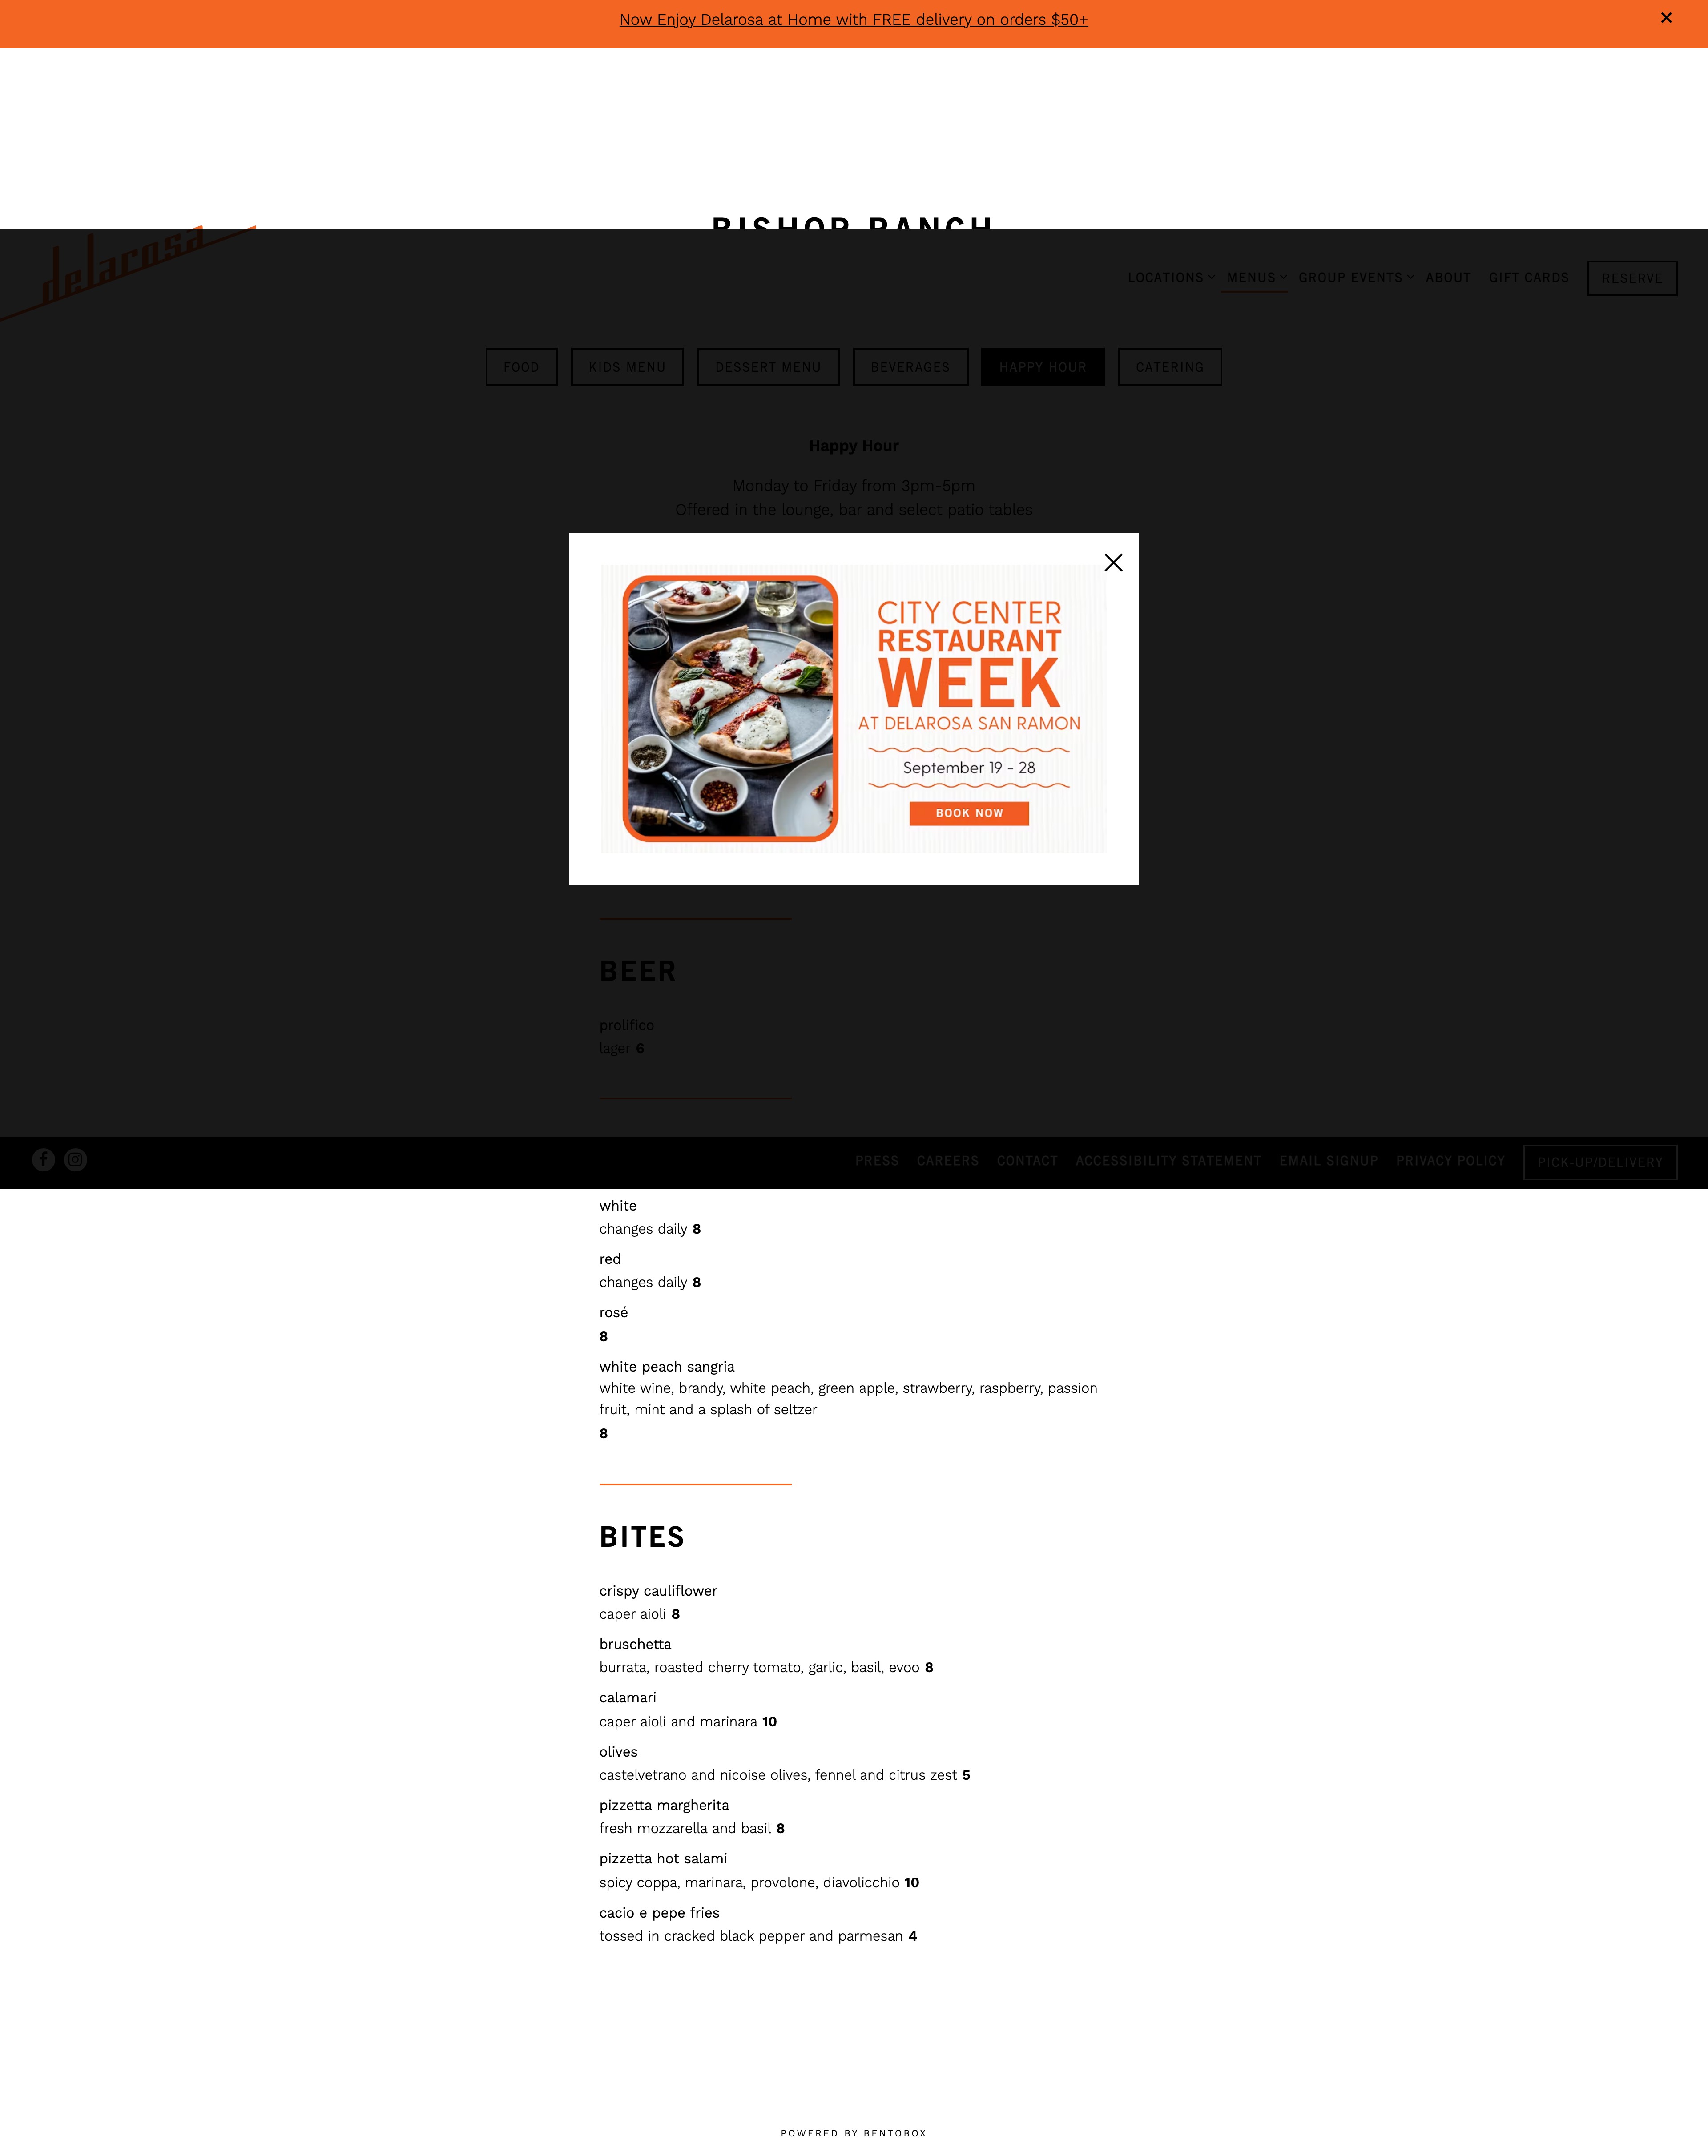 Now Enjoy Delarosa at Home with FREE delivery on orders $50+
BISHOP RANCH
delarosa
LOCATIONS MENUS GROUP EVENTS ABOUT GIFT CARDS RESERVE
FOOD KIDS MENU DESSERT MENU BEVERAGES HAPPY HOUR CATERING
Happy Hour
Monday to Friday from 3pm-5pm
Offered in the lounge, bar and select patio tables
CITY CENTER
RESTAURANT
WEEK
AT DELAROSA SAN RAMON
September 19 - 28
BOOK NOW
BEER
prolifico
lager 6
PRESS CAREERS CONTACT ACCESSIBILITY STATEMENT EMAIL SIGNUP PRIVACY POLICY PICK-UP/DELIVERY
white
changes daily 8
red
changes daily 8
rosé
8
white peach sangria
white wine, brandy, white peach, green apple, strawberry, raspberry, passion
fruit, mint and a splash of seltzer
8
BITES
crispy cauliflower
caper aioli 8
bruschetta
burrata, roasted cherry tomato, garlic, basil, evoo 8
calamari
caper aioli and marinara 10
olives
castelvetrano and nicoise olives, fennel and citrus zest 5
pizzetta margherita
fresh mozzarella and basil 8
pizzetta hot salami
spicy coppa, marinara, provolone, diavolicchio 10
cacio e pepe fries
tossed in cracked black pepper and parmesan 4
POWERED BY BENTOBOX